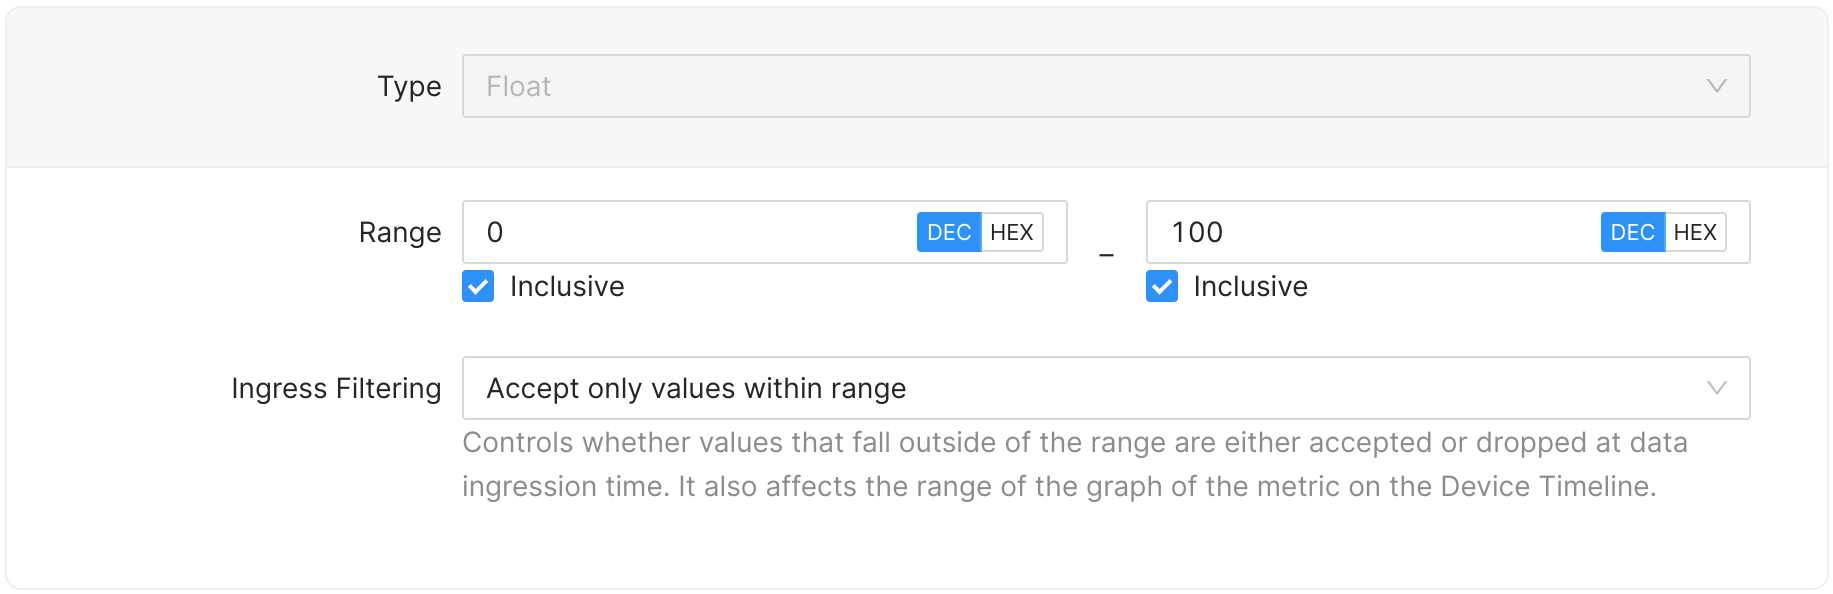 Type Float
Range 0 DEC HEX – 100 DEC HEX
Inclusive Inclusive
Ingress Filtering Accept only values within range
Controls whether values that fall outside of the range are either accepted or dropped at data
ingression time. It also affects the range of the graph of the metric on the Device Timeline.